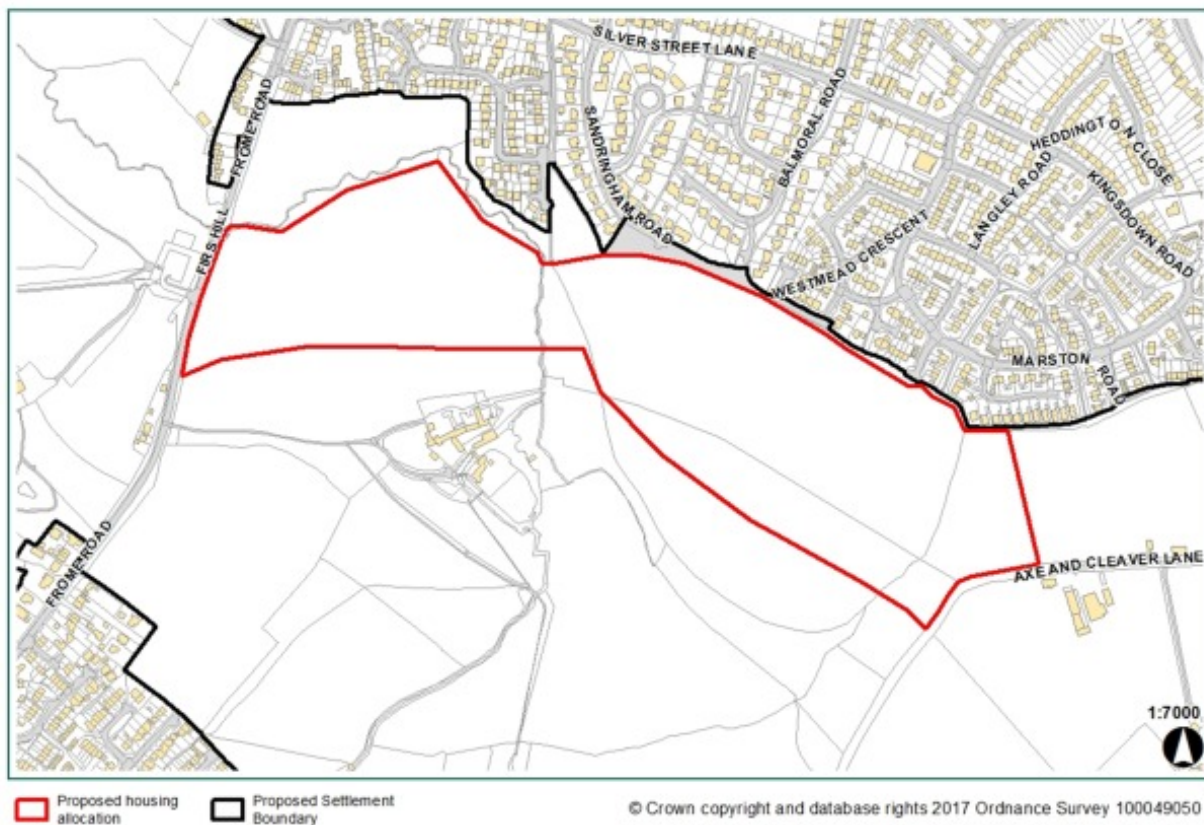 SILVER STREET LANE
FROME ROAD
SANDRINGHAM ROAD
BALMORAL ROAD
HEDDINGTON CLOSE
LANGLEY ROAD
KINGSDOWN ROAD
FIRS HILL
WESTMEAD CRESCENT
MARSTON ROAD
FROME ROAD
AXE AND CLEAVER LANE
1:7000
Proposed housing
allocation
Proposed Settlement
Boundary
© Crown copyright and database rights 2017 Ordnance Survey 100049050